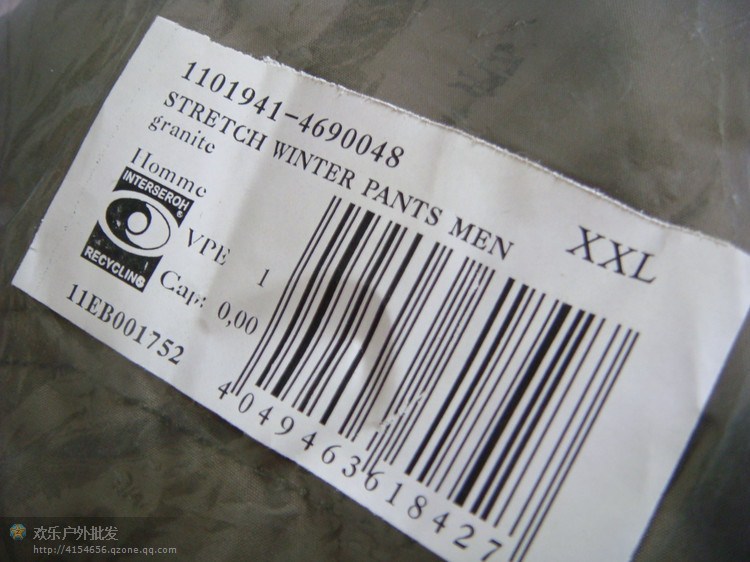 1101941-4690048
STRETCH WINTER PANTS MEN
granite
XXL
Homme
INTERSEROH®
RECYCLING
VPE 1
Cap: 0,00
11EB001752
4049463618427
欢乐户外批发
http://4154656.qzone.qq.com